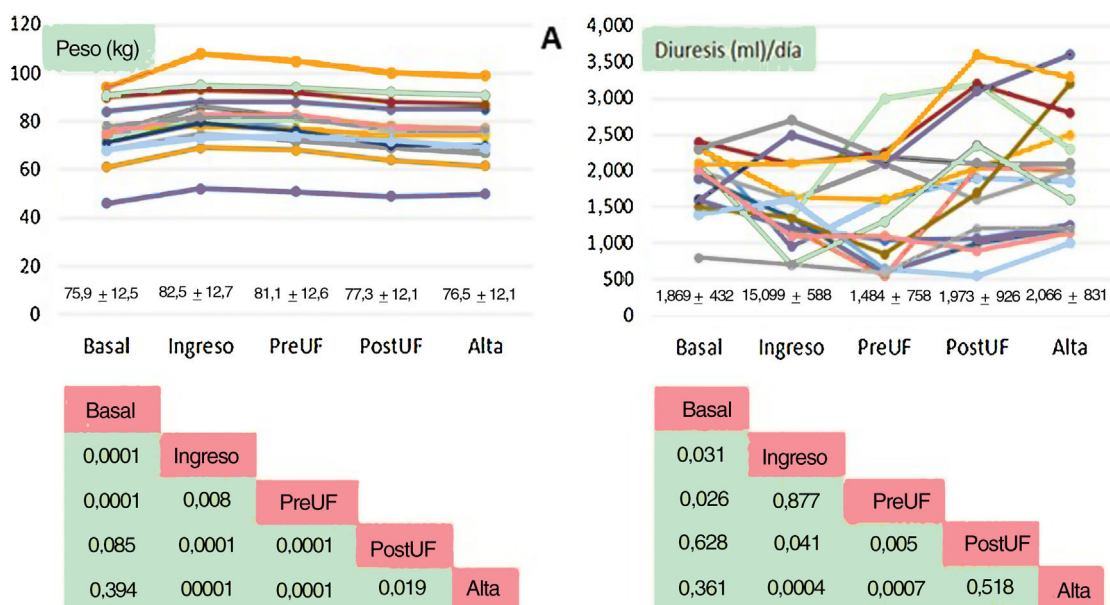 Peso (kg)
120
100
80
60
40
20
0
75,9 ± 12,5 82,5 ± 12,7 81,1 ± 12,6 77,3 ± 12,1 76,5 ± 12,1
Basal Ingreso PreUF PostUF Alta
Basal
0,0001 Ingreso
0,0001 0,008 PreUF
0,085 0,0001 0,0001 PostUF
0,394 00001 0,0001 0,019 Alta
A
Diuresis (ml)/día
4,000
3,500
3,000
2,500
2,000
1,500
1,000
500
0
1,869 ± 432 15,099 ± 588 1,484 ± 758 1,973 ± 926 2,066 ± 831
Basal Ingreso PreUF PostUF Alta
Basal
0,031 Ingreso
0,026 0,877 PreUF
0,628 0,041 0,005 PostUF
0,361 0,0004 0,0007 0,518 Alta